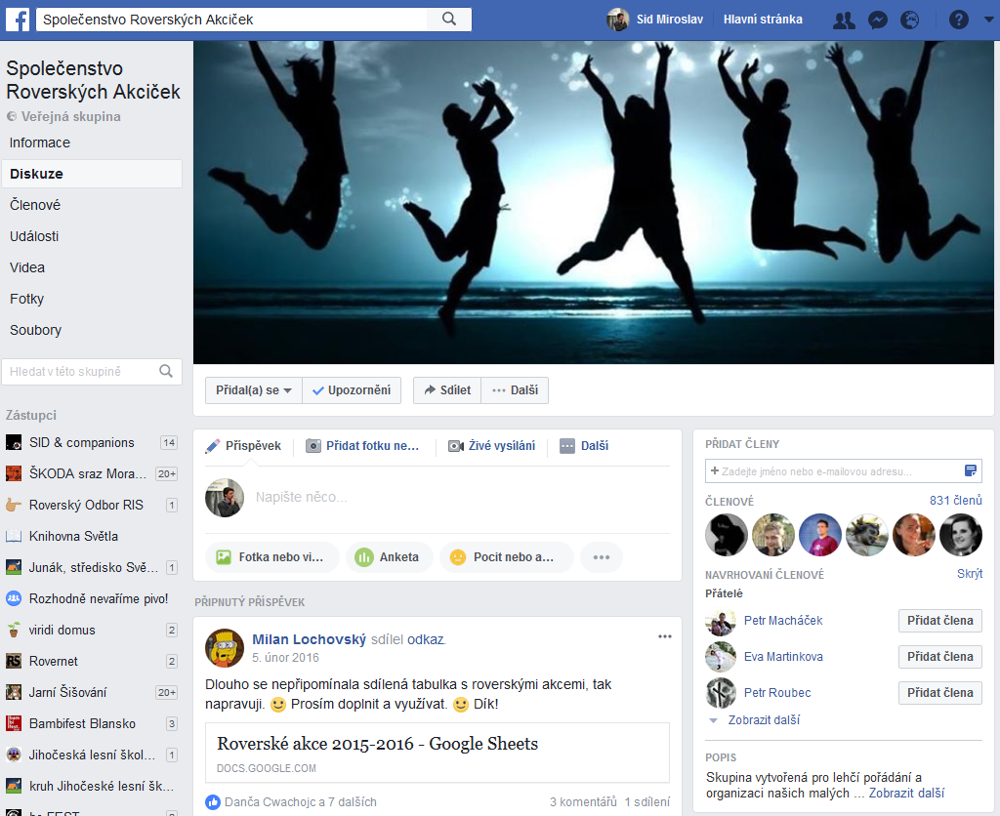 Společenstvo Roverských Akciček
Sid Miroslav
Hlavní stránka
Společenstvo
Roverských Akciček
Veřejná skupina
Informace
Diskuze
Členové
Události
Videa
Fotky
Soubory
Hledat v této skupině
Zástupci
SID & companions 14
ŠKODA sraz Mora... 20+
Roverský Odbor RIS 1
Knihovna Světla
Junák, středisko Svě... 1
Rozhodně nevaříme pivo!
viridi domus 2
Rovernet 2
Jarní Šišování 20+
Bambifest Blansko 3
Jihočeská lesní škol... 1
kruh Jihočeské lesní šk...
Přidal(a) se
Upozornění
Sdílet
Další
Příspěvek
Přidat fotku ne...
Živé vysílání
Další
Napište něco...
Fotka nebo vi...
Anketa
Pocit nebo a...
PŘIPNUTÝ PŘÍSPĚVEK
Milan Lochovský sdílel odkaz.
5. únor 2016
Dlouho se nepřipomínala sdílená tabulka s roverskými akcemi, tak
napravuji. Prosím doplnit a využívat. Dík!
Roverské akce 2015-2016 - Google Sheets
DOCS.GOOGLE.COM
Danča Cwachojc a 7 dalších
3 komentářů 1 sdílení
PŘIDAT ČLENY
Zadejte jméno nebo e-mailovou adresu...
ČLENOVÉ
831 členů
NAVRHOVANÍ ČLENOVÉ
Skrýt
Přátelé
Petr Macháček
Přidat člena
Eva Martinkova
Přidat člena
Petr Roubec
Přidat člena
Zobrazit další
POPIS
Skupina vytvořená pro lehčí pořádání a
organizaci našich malých ... Zobrazit další